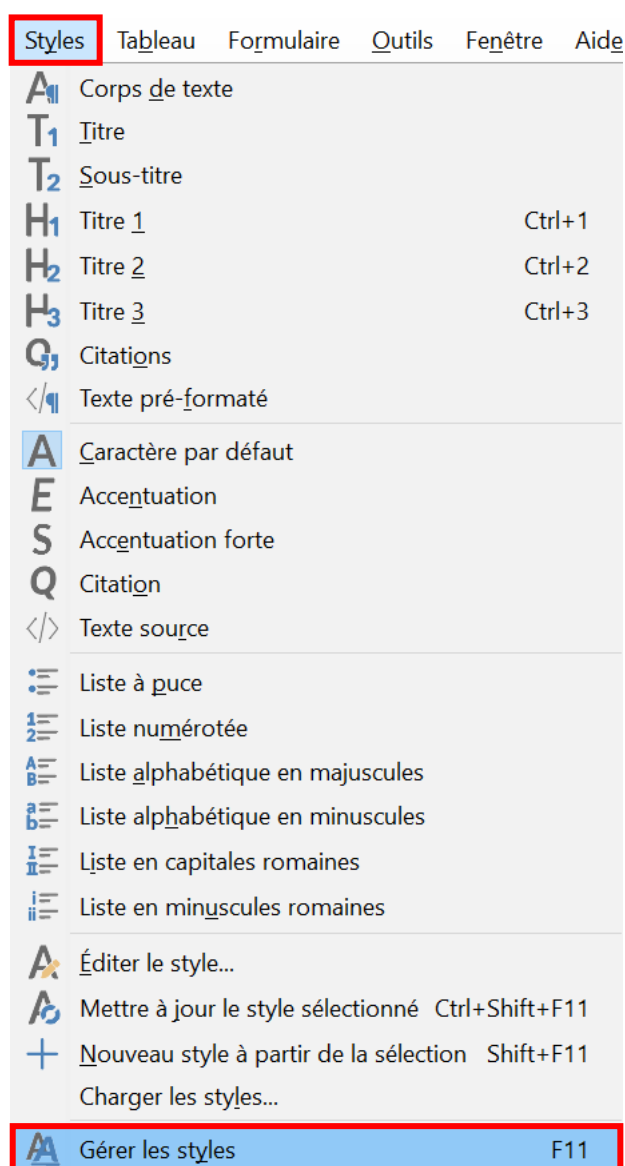 Styles Tableau Formulaire Outils Fenêtre Aide
Corps de texte
Titre
Sous-titre
Titre 1 Ctrl+1
Titre 2 Ctrl+2
Titre 3 Ctrl+3
Citations
Texte pré-formaté
Caractère par défaut
Accentuation
Accentuation forte
Citation
Texte source
Liste à puce
Liste numérotée
Liste alphabétique en majuscules
Liste alphabétique en minuscules
Liste en capitales romaines
Liste en minuscules romaines
Éditer le style...
Mettre à jour le style sélectionné Ctrl+Shift+F11
Nouveau style à partir de la sélection Shift+F11
Charger les styles...
Gérer les styles F11